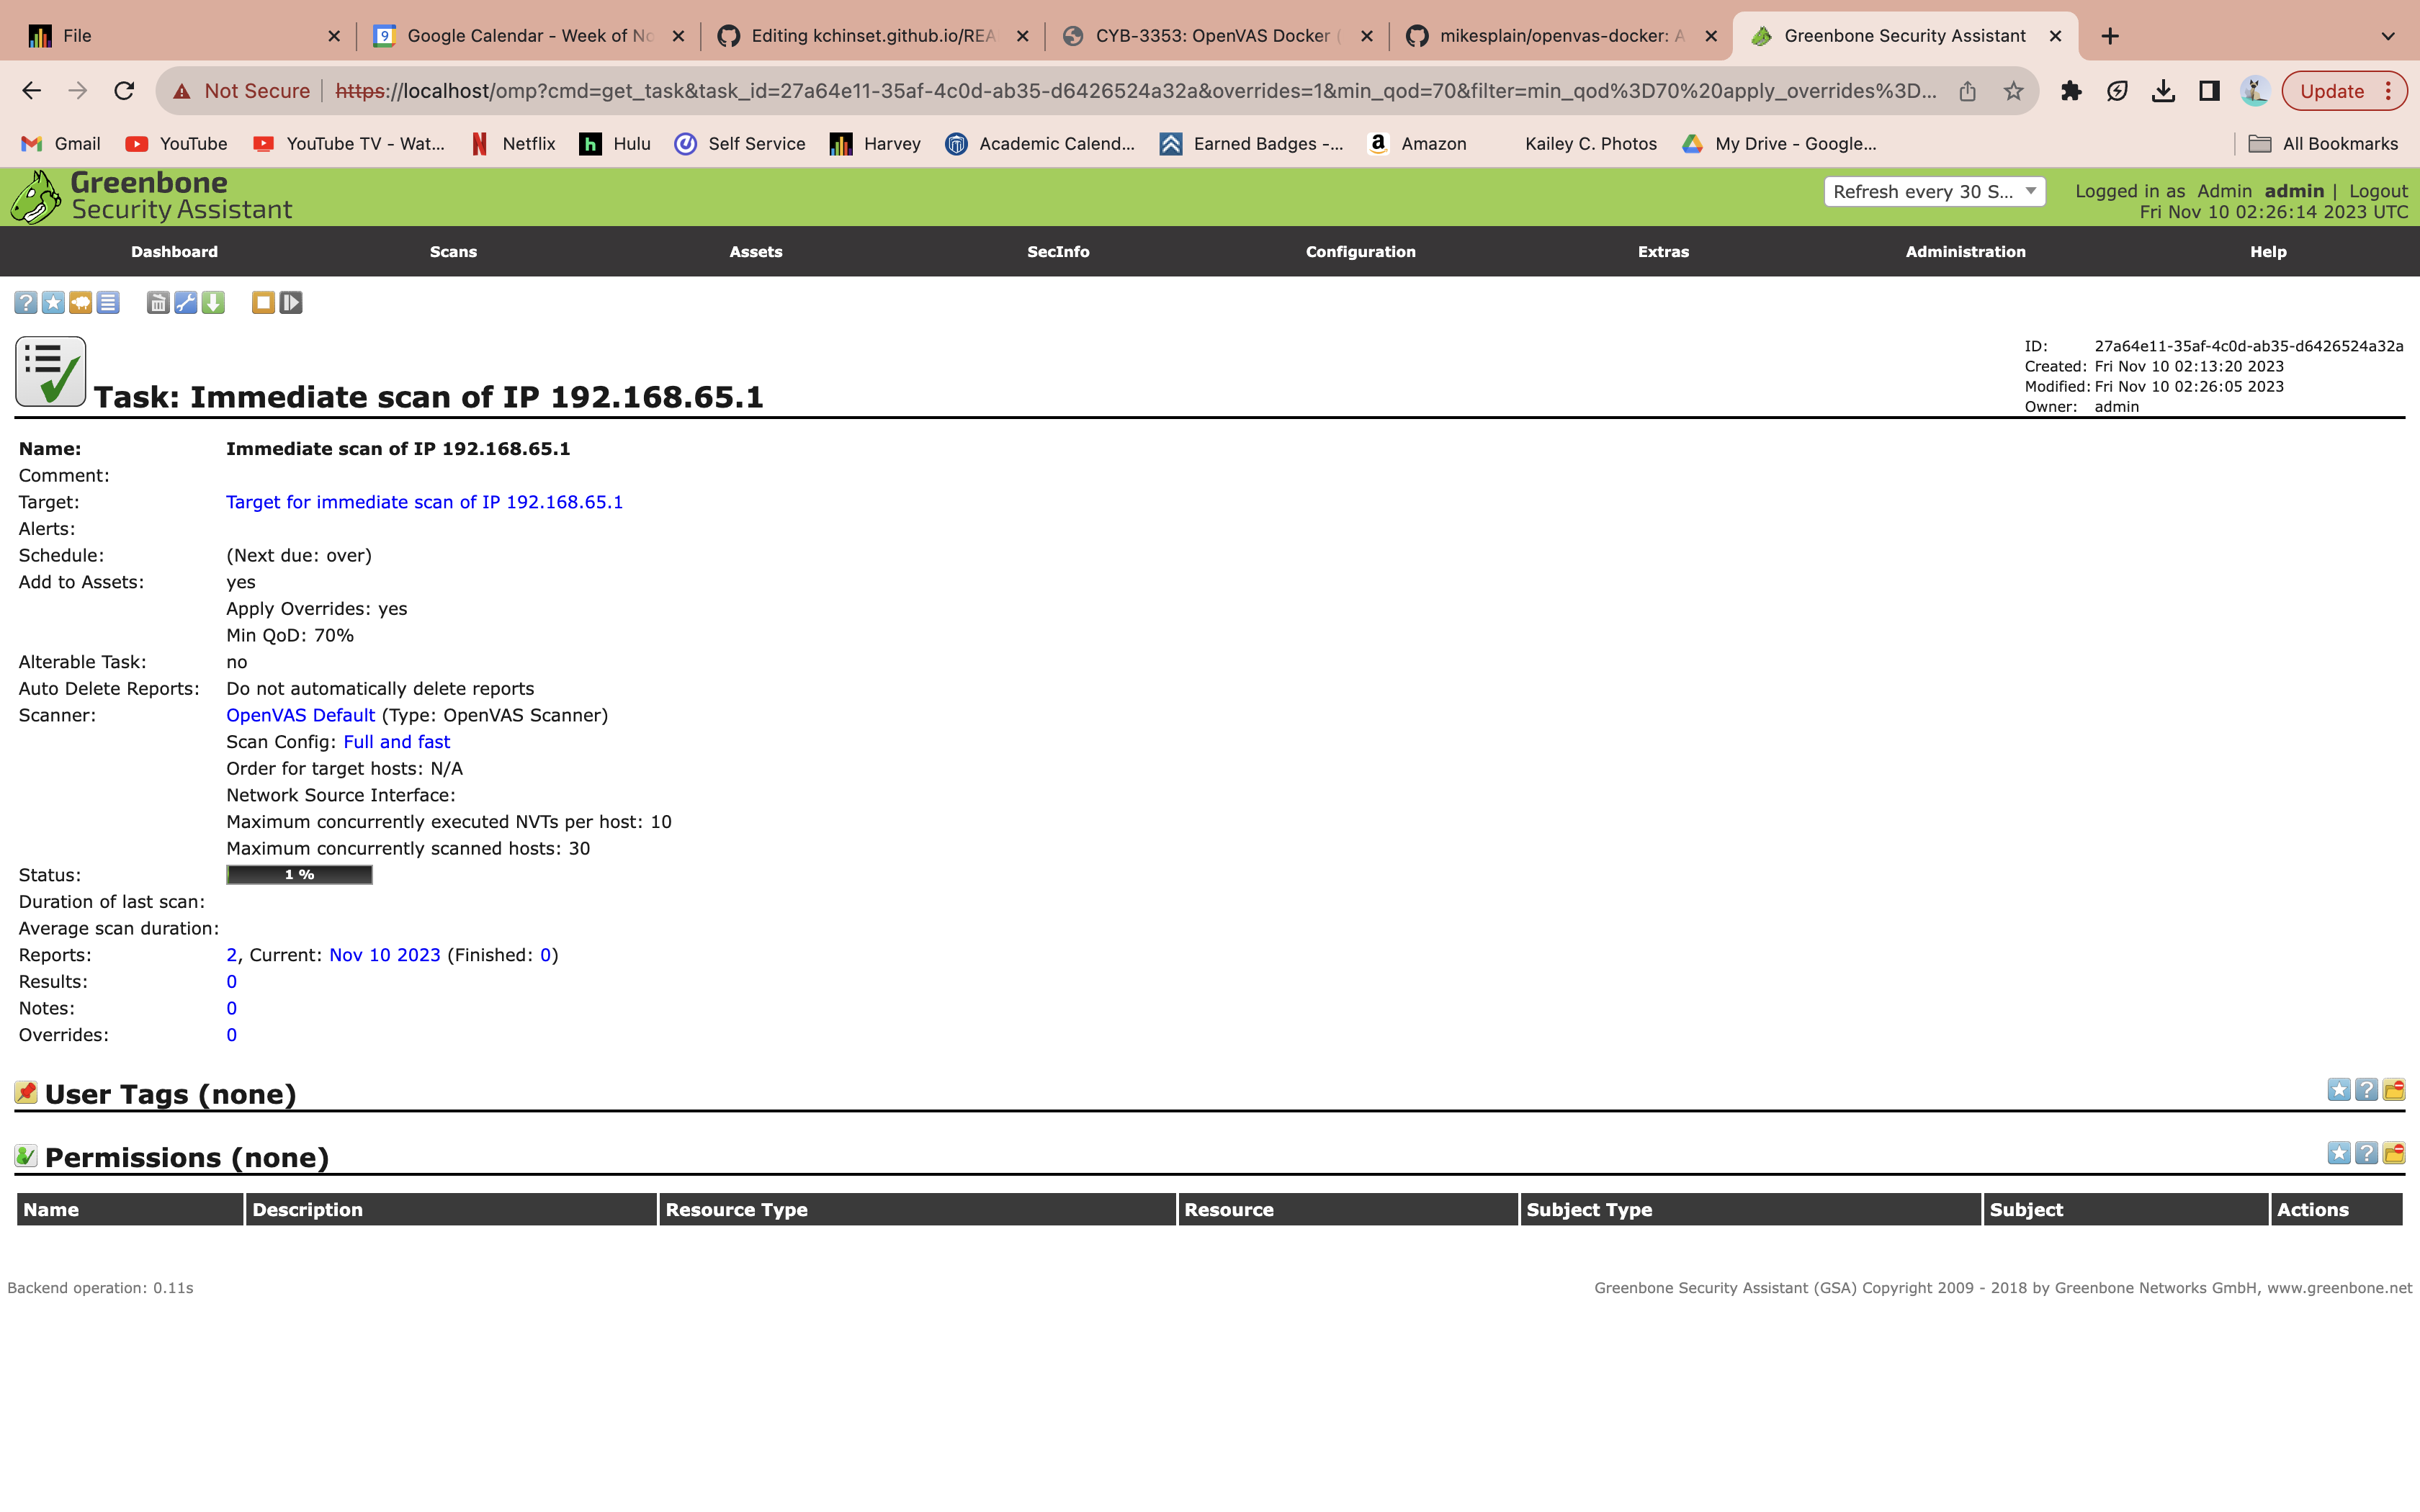 File
Google Calendar - Week of No
Editing kchinset.github.io/REA
CYB-3353: OpenVAS Docker (
mikesplain/openvas-docker: A
Greenbone Security Assistant
Not Secure https://localhost/omp?cmd=get_task&task_id=27a64e11-35af-4c0d-ab35-d6426524a32a&overrides=1&min_qod=70&filter=min_qod%3D70%20apply_overrides%3D...
Update
Gmail YouTube YouTube TV - Wat... Netflix Hulu Self Service Harvey Academic Calend... Earned Badges -... Amazon Kailey C. Photos My Drive - Google... All Bookmarks
Greenbone
Security Assistant
Refresh every 30 S...
Logged in as Admin admin | Logout
Fri Nov 10 02:26:14 2023 UTC
Dashboard Scans Assets SecInfo Configuration Extras Administration Help
Task: Immediate scan of IP 192.168.65.1
ID: 27a64e11-35af-4c0d-ab35-d6426524a32a
Created: Fri Nov 10 02:13:20 2023
Modified: Fri Nov 10 02:26:05 2023
Owner: admin
Name: Immediate scan of IP 192.168.65.1
Comment:
Target: Target for immediate scan of IP 192.168.65.1
Alerts:
Schedule: (Next due: over)
Add to Assets: yes
Apply Overrides: yes
Min QoD: 70%
Alterable Task: no
Auto Delete Reports: Do not automatically delete reports
Scanner: OpenVAS Default (Type: OpenVAS Scanner)
Scan Config: Full and fast
Order for target hosts: N/A
Network Source Interface:
Maximum concurrently executed NVTs per host: 10
Maximum concurrently scanned hosts: 30
Status: 1 %
Duration of last scan:
Average scan duration:
Reports: 2, Current: Nov 10 2023 (Finished: 0)
Results: 0
Notes: 0
Overrides: 0
User Tags (none)
Permissions (none)
Name Description Resource Type Resource Subject Type Subject Actions
Backend operation: 0.11s
Greenbone Security Assistant (GSA) Copyright 2009 - 2018 by Greenbone Networks GmbH, www.greenbone.net